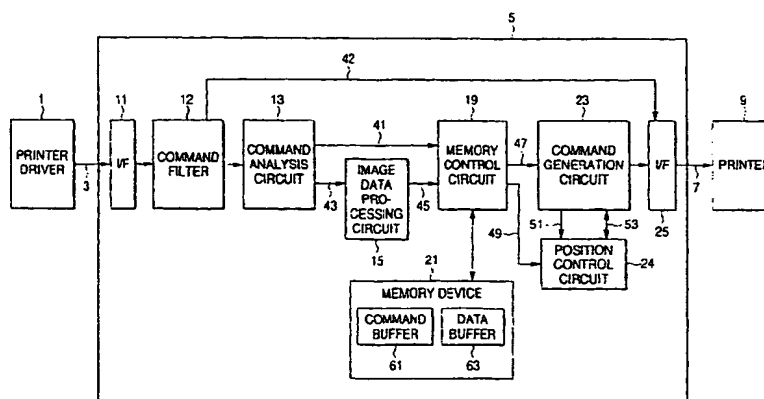 5
42
1
11
12
13
19
23
9
PRINTER
DRIVER
3
I/F
COMMAND
FILTER
COMMAND
ANALYSIS
CIRCUIT
41
43
IMAGE
DATA
PRO-
CESSING
CIRCUIT
15
45
MEMORY
CONTROL
CIRCUIT
47
49
COMMAND
GENERATION
CIRCUIT
51
53
I/F
25
7
PRINTER
POSITION
CONTROL
CIRCUIT
24
21
MEMORY DEVICE
COMMAND
BUFFER
61
DATA
BUFFER
63